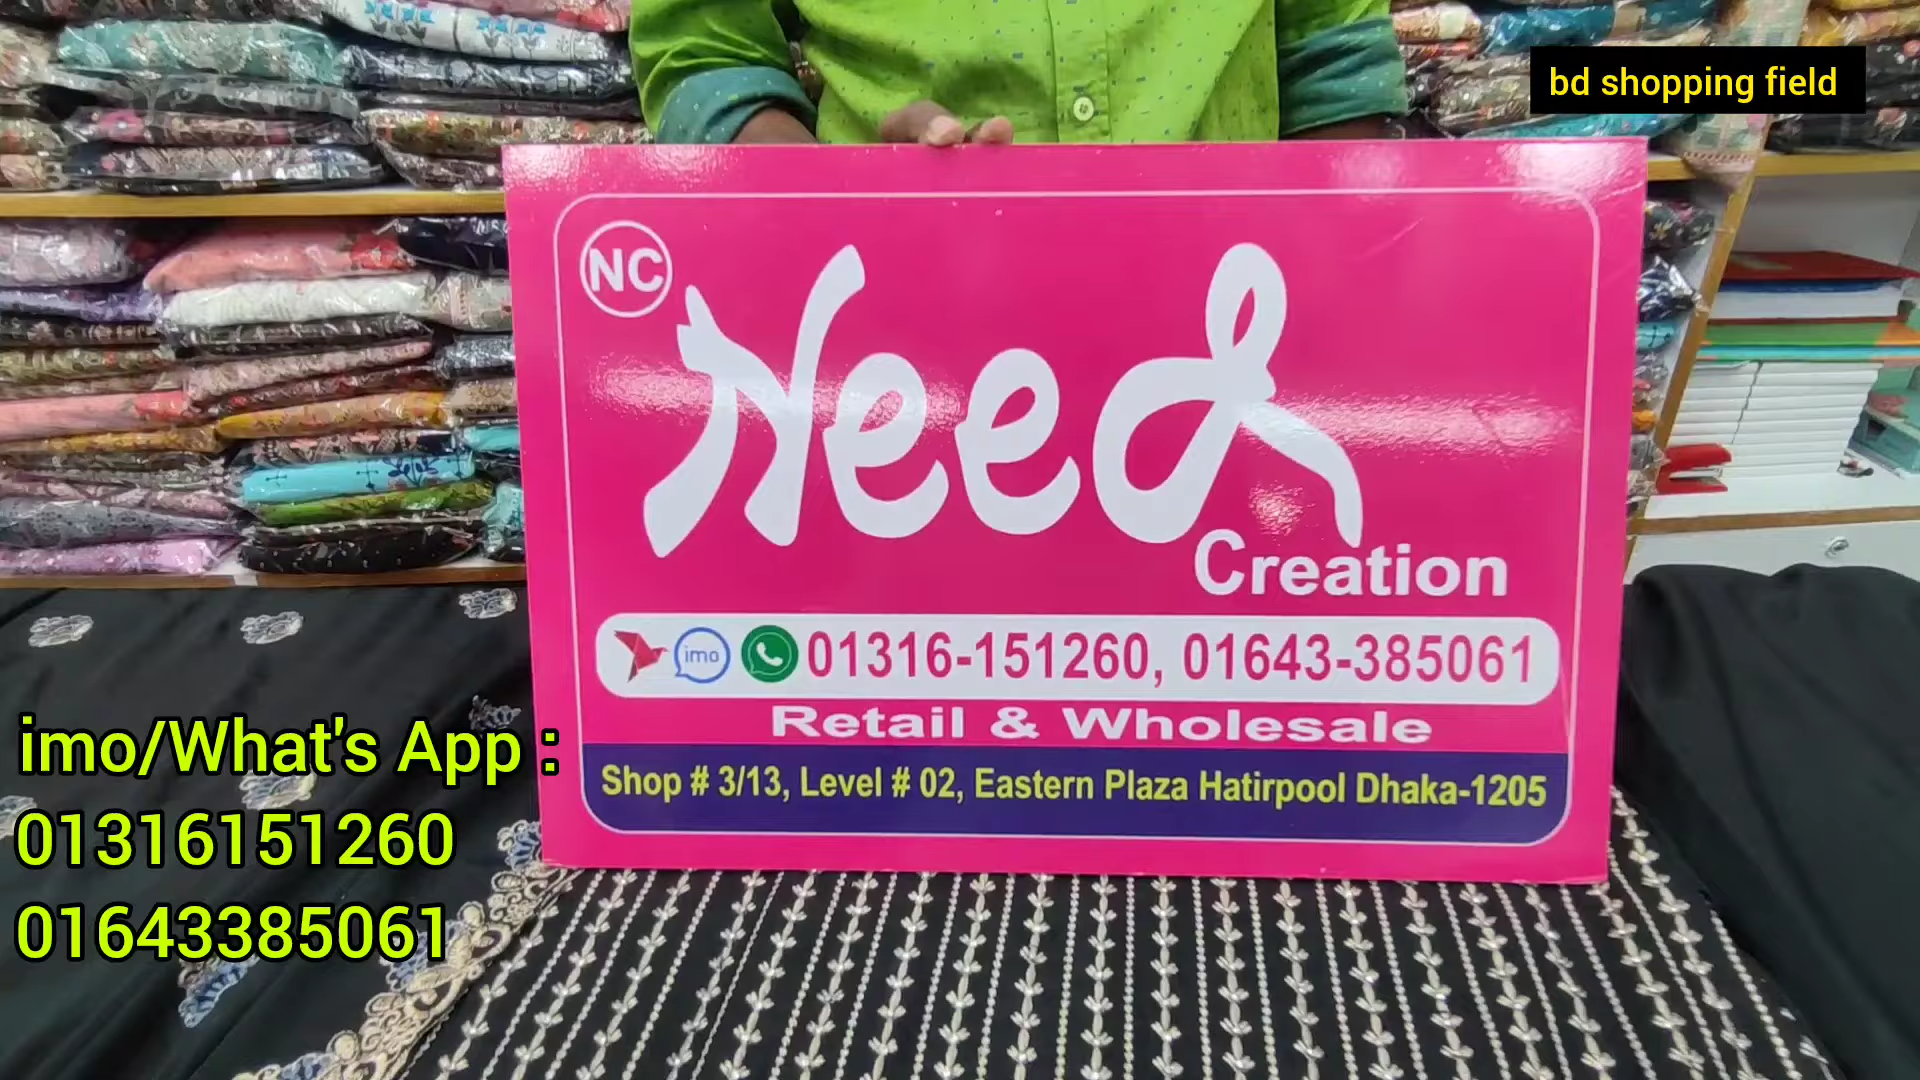 bd shopping field
NC
Need
Creation
imo 01316-151260, 01643-385061
Retail & Wholesale
Shop # 3/13, Level # 02, Eastern Plaza Hatirpool Dhaka-1205
imo/What's App :
01316151260
01643385061